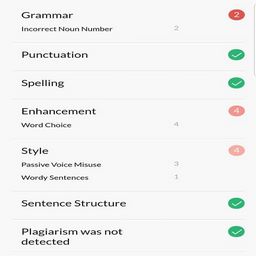 Grammar 2
Incorrect Noun Number 2
Punctuation
Spelling
Enhancement 4
Word Choice 4
Style 4
Passive Voice Misuse 3
Wordy Sentences 1
Sentence Structure
Plagiarism was not
detected